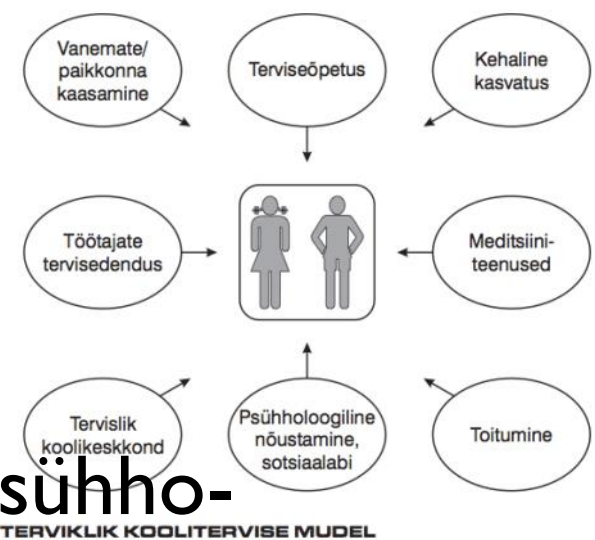 Vanemate/
paikkonna
kaasamine
Terviseõpetus
Kehaline
kasvatus
Töötajate
tervisedendus
Meditsiini-
teenused
Tervislik
koolikeskkond
Psühholoogiline
nõustamine,
sotsiaalabi
Toitumine
sühho-
TERVIKLIK KOOLITERVISE MUDEL